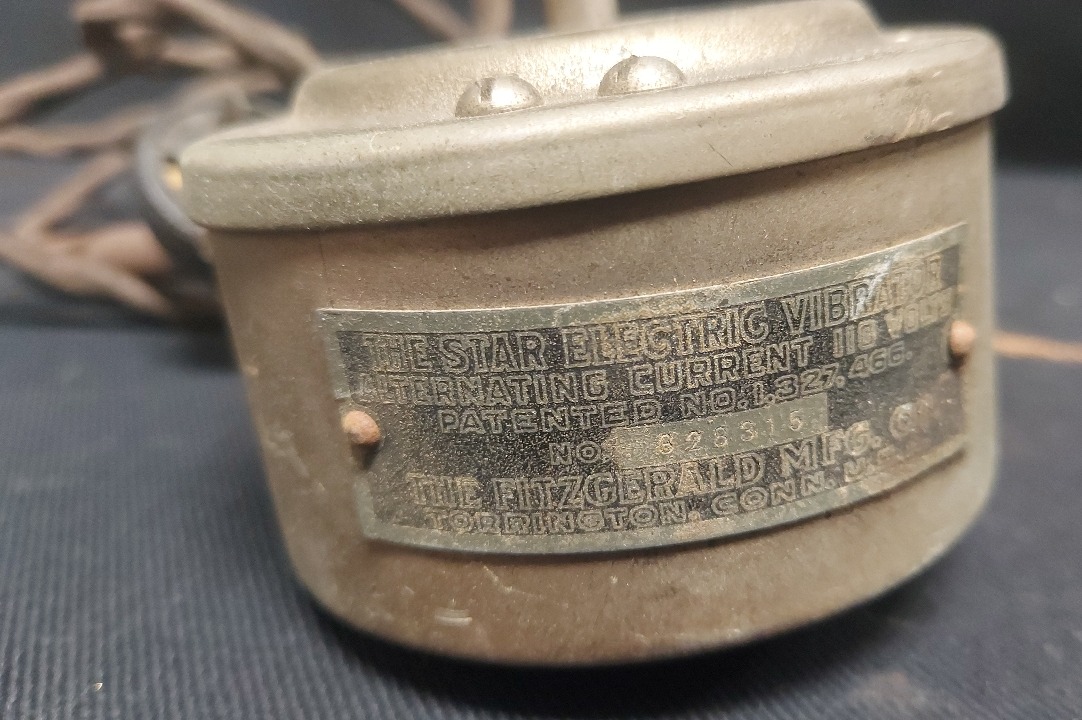 THE STAR ELECTRIC VIBRATOR
ALTERNATING CURRENT 110 VOLTS
PATENTED NO. 1,327,466.
NO. 628315
THE FITZGERALD MFG. CO.
TORRINGTON, CONN.